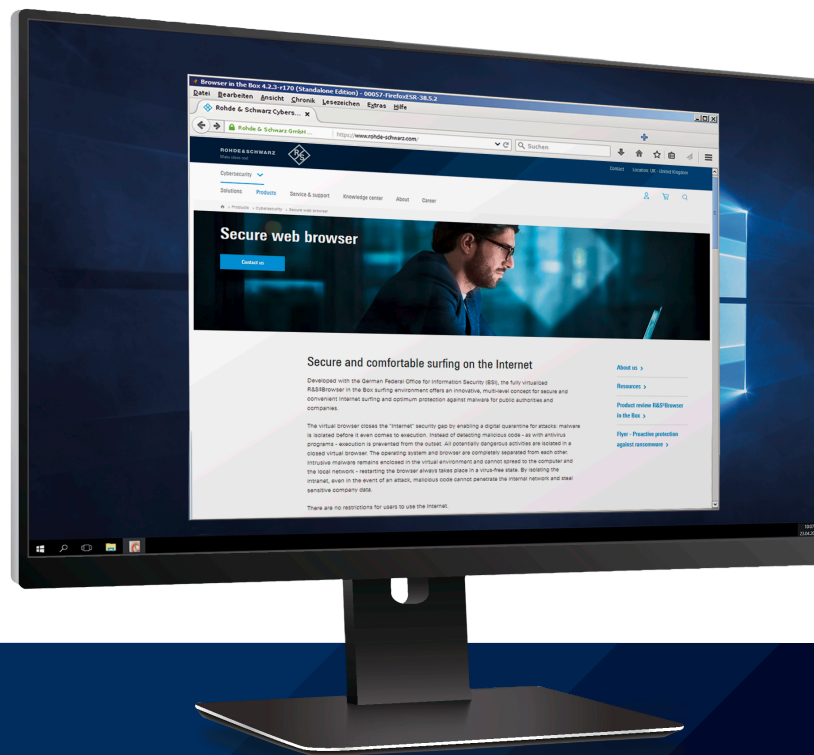 Browser in the Box 4.2.3-r170 (Standalone Edition) - 00057-FirefoxESR-38.5.2
Datei Bearbeiten Ansicht Chronik Lesezeichen Extras Hilfe
Rohde & Schwarz Cybers... x
Rohde & Schwarz GmbH ... https://www.rohde-schwarz.com/ Suchen
ROHDE&SCHWARZ
Make ideas real
R&S
Contact Location: UK - United Kingdom
Cybersecurity
Solutions Products Service & support Knowledge center About Career
> Products > Cybersecurity > Secure web browser
Secure web browser
Contact us
Secure and comfortable surfing on the Internet
Developed with the German Federal Office for Information Security (BSI), the fully virtualized
R&S®Browser in the Box surfing environment offers an innovative, multi-level concept for secure and
convenient Internet surfing and optimum protection against malware for public authorities and
companies.
The virtual browser closes the "Internet" security gap by enabling a digital quarantine for attacks: malware
is isolated before it even comes to execution. Instead of detecting malicious code - as with antivirus
programs - execution is prevented from the outset. All potentially dangerous activities are isolated in a
closed virtual browser. The operating system and browser are completely separated from each other.
Intrusive malware remains enclosed in the virtual environment and cannot spread to the computer and
the local network - restarting the browser always takes place in a virus-free state. By isolating the
intranet, even in the event of an attack, malicious code cannot penetrate the internal network and steal
sensitive company data.
There are no restrictions for users to use the Internet.
About us >
Resources >
Product review R&S®Browser
in the Box >
Flyer - Proactive protection
against ransomware >